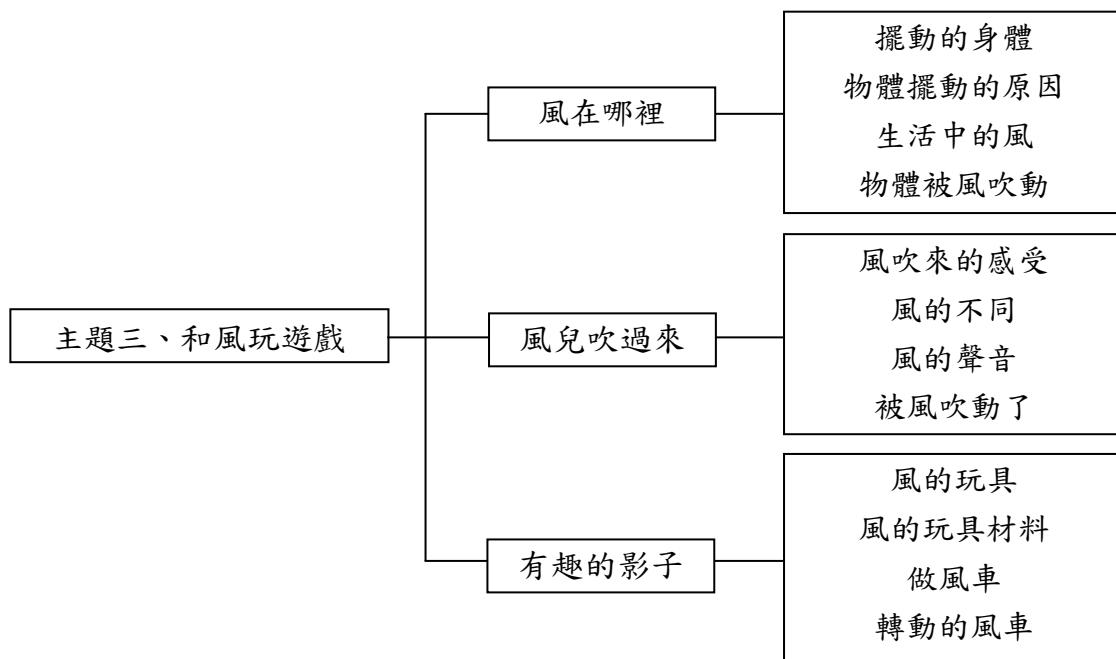 主題三、和風玩遊戲
風在哪裡
擺動的身體
物體擺動的原因
生活中的風
物體被風吹動
風兒吹過來
風吹來的感受
風的不同
風的聲音
被風吹動了
有趣的影子
風的玩具
風的玩具材料
做風車
轉動的風車